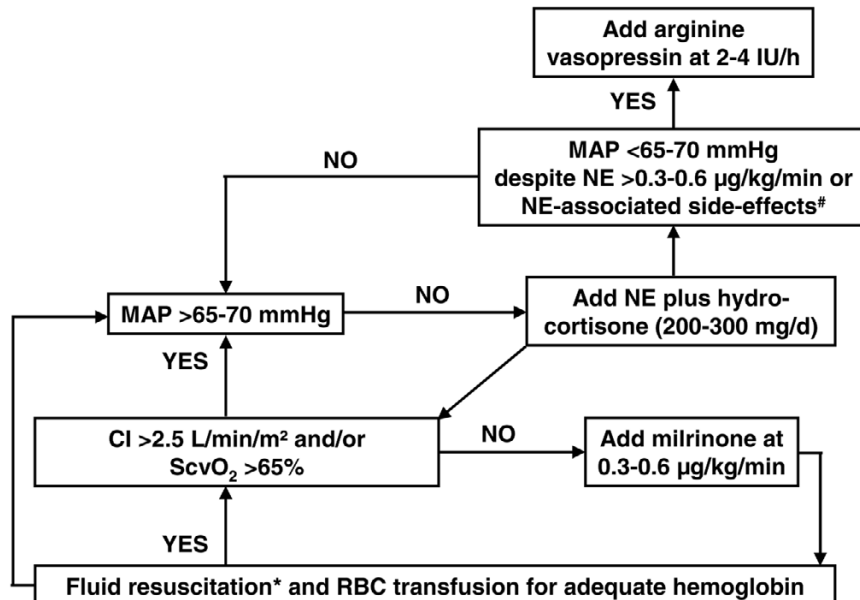 Add arginine
vasopressin at 2-4 IU/h
YES
MAP <65-70 mmHg
despite NE >0.3-0.6 µg/kg/min or
NE-associated side-effects#
NO
MAP >65-70 mmHg
NO
Add NE plus hydro-
cortisone (200-300 mg/d)
YES
CI >2.5 L/min/m² and/or
ScvO₂ >65%
NO
Add milrinone at
0.3-0.6 µg/kg/min
YES
Fluid resuscitation* and RBC transfusion for adequate hemoglobin